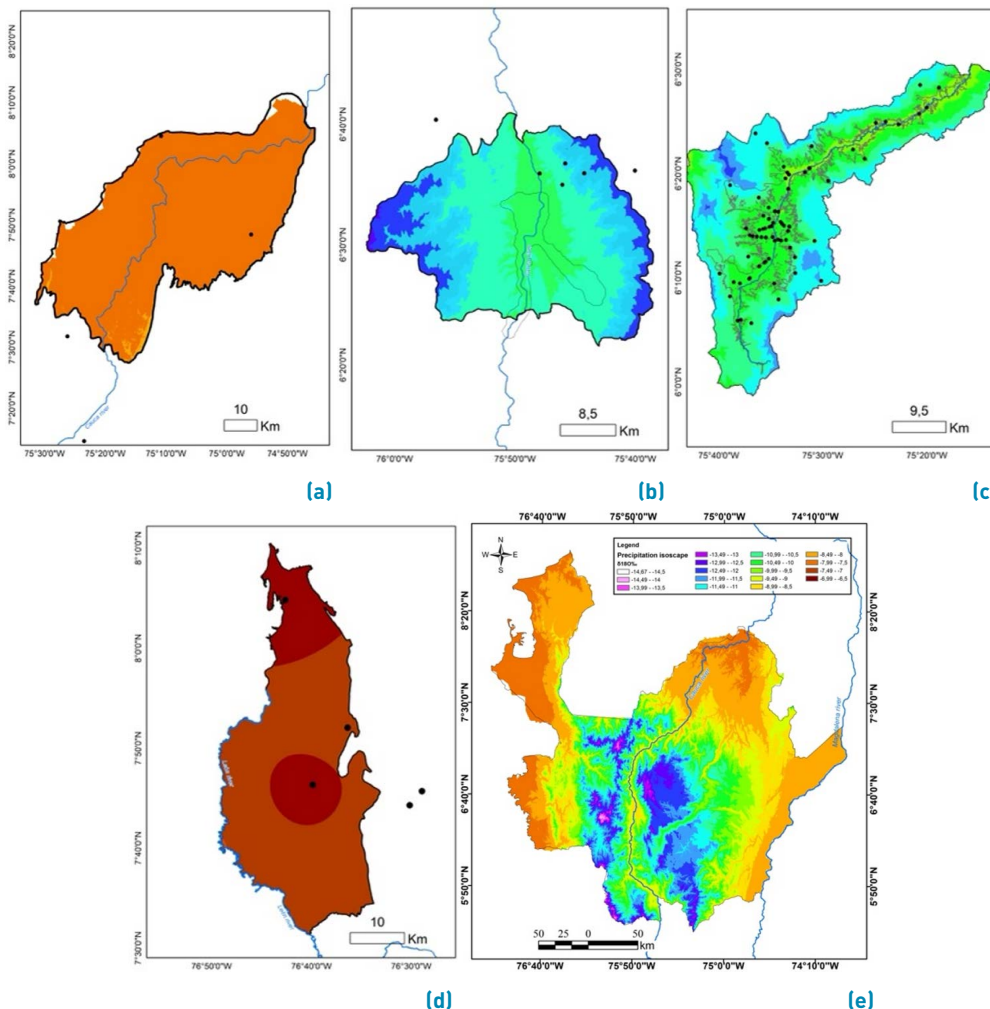 8°20'0"N
8°10'0"N
8°0'0"N
7°50'0"N
7°40'0"N
7°30'0"N
7°20'0"N
Cauca river
10
Km
75°30'0"W 75°20'0"W 75°10'0"W 75°0'0"W 74°50'0"W
(a)
6°40'0"N
6°30'0"N
6°20'0"N
8,5
Km
76°0'0"W 75°50'0"W 75°40'0"W
(b)
6°30'0"N
6°20'0"N
6°10'0"N
6°0'0"N
9,5
Km
75°40'0"W 75°30'0"W 75°20'0"W
(c
8°10'0"N
8°0'0"N
7°50'0"N
7°40'0"N
7°30'0"N
León River
10
Km
76°50'0"W 76°40'0"W 76°30'0"W
(d)
76°40'0"W 75°50'0"W 75°0'0"W 74°10'0"W
N
W E
S
Legend
Precipitation isoscape
δ18O‰
-14,67 - -14,5
-14,49 - -14
-13,99 - -13,5
-13,49 - -13
-12,99 - -12,5
-12,49 - -12
-11,99 - -11,5
-11,49 - -11
-10,99 - -10,5
-10,49 - -10
-9,99 - -9,5
-9,49 - -9
-8,99 - -8,5
-8,49 - -8
-7,99 - -7,5
-7,49 - -7
-6,99 - -6,5
8°20'0"N
7°30'0"N
6°40'0"N
5°50'0"N
8°20'0"N
7°30'0"N
6°40'0"N
5°50'0"N
Magdalena river
50 25 0 50
km
76°40'0"W 75°50'0"W 75°0'0"W 74°10'0"W
(e)